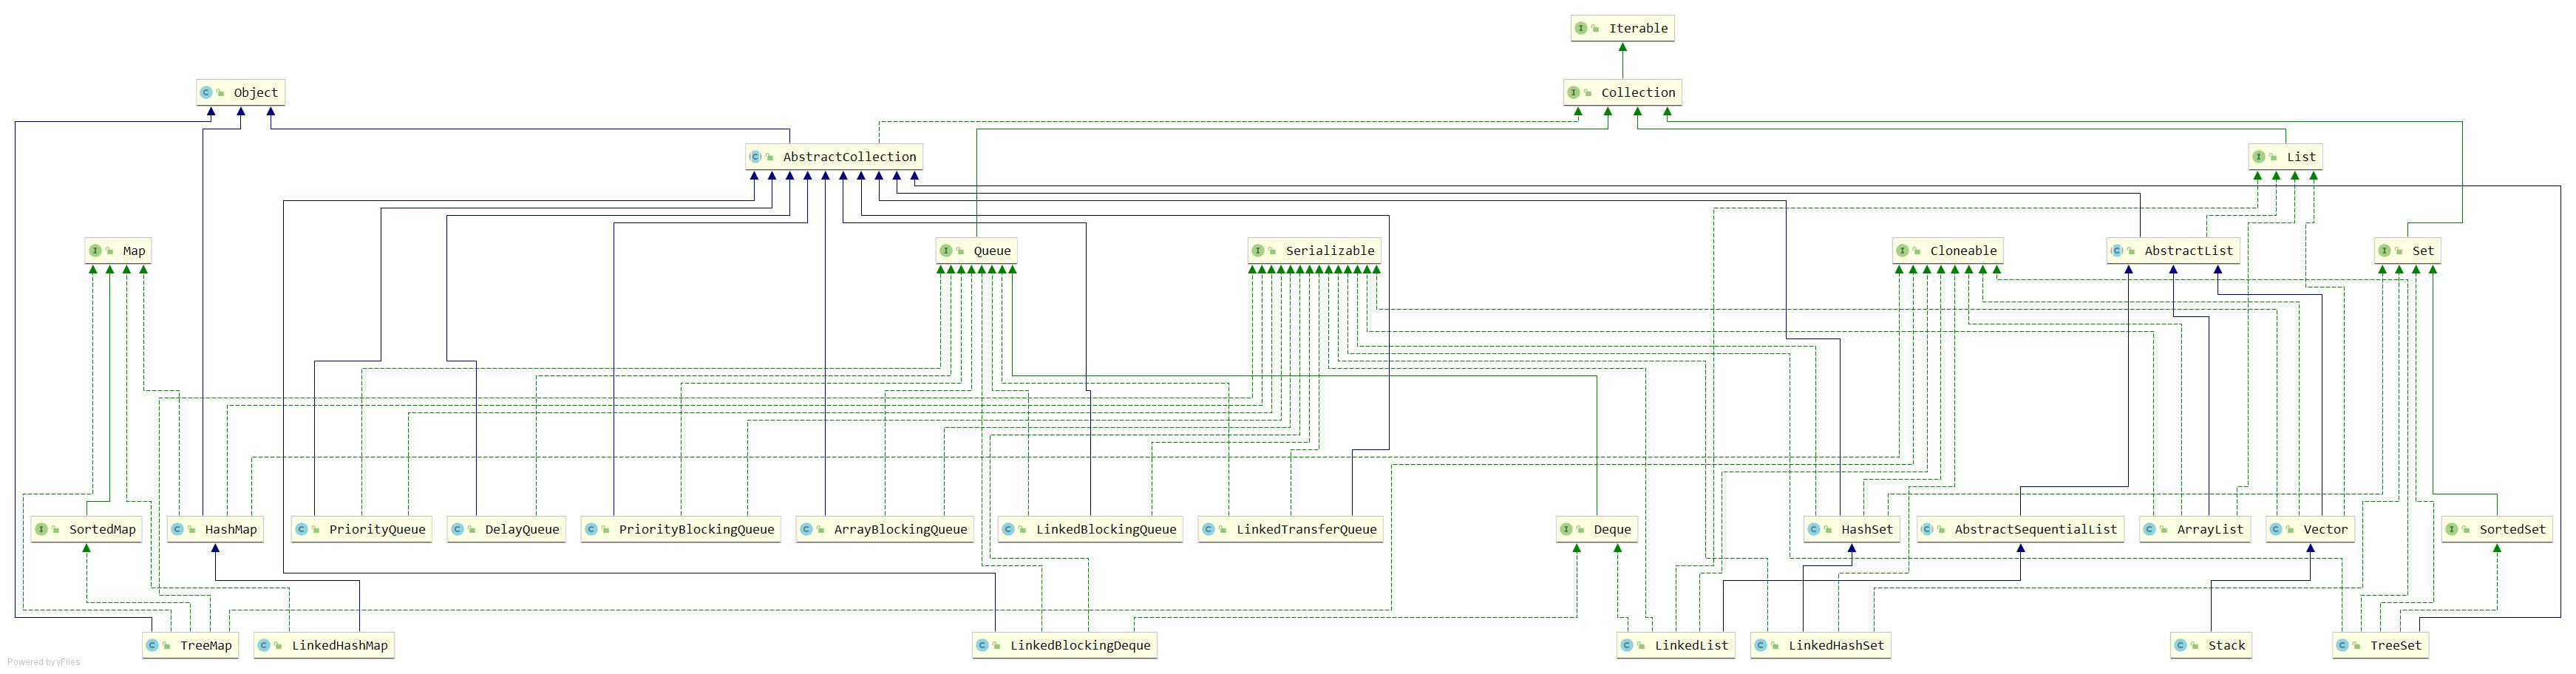 Iterable
Object
Collection
AbstractCollection
List
Map
Queue
Serializable
Cloneable
AbstractList
Set
SortedMap
HashMap
PriorityQueue
DelayQueue
PriorityBlockingQueue
ArrayBlockingQueue
LinkedBlockingQueue
LinkedTransferQueue
Deque
HashSet
AbstractSequentialList
ArrayList
Vector
SortedSet
TreeMap
LinkedHashMap
LinkedBlockingDeque
LinkedList
LinkedHashSet
Stack
TreeSet
Powered by yFiles